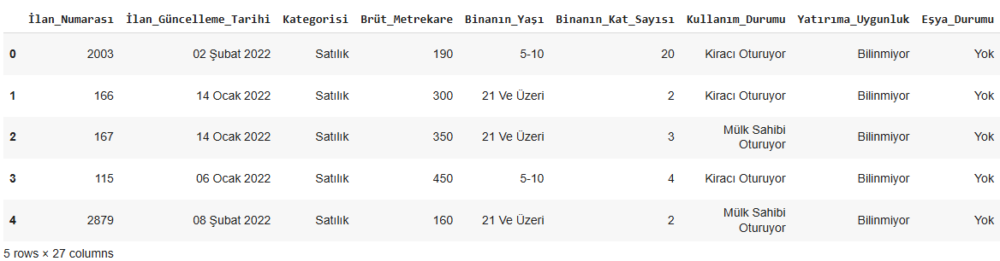 İlan_Numarası İlan_Güncelleme_Tarihi Kategorisi Brüt_Metrekare Binanın_Yaşı Binanın_Kat_Sayısı Kullanım_Durumu Yatırıma_Uygunluk Eşya_Durumu
0 2003 02 Şubat 2022 Satılık 190 5-10 20 Kiracı Oturuyor Bilinmiyor Yok
1 166 14 Ocak 2022 Satılık 300 21 Ve Üzeri 2 Kiracı Oturuyor Bilinmiyor Yok
2 167 14 Ocak 2022 Satılık 350 21 Ve Üzeri 3 Mülk Sahibi Oturuyor Bilinmiyor Yok
3 115 06 Ocak 2022 Satılık 450 5-10 4 Kiracı Oturuyor Bilinmiyor Yok
4 2879 08 Şubat 2022 Satılık 160 21 Ve Üzeri 2 Mülk Sahibi Oturuyor Bilinmiyor Yok
5 rows × 27 columns